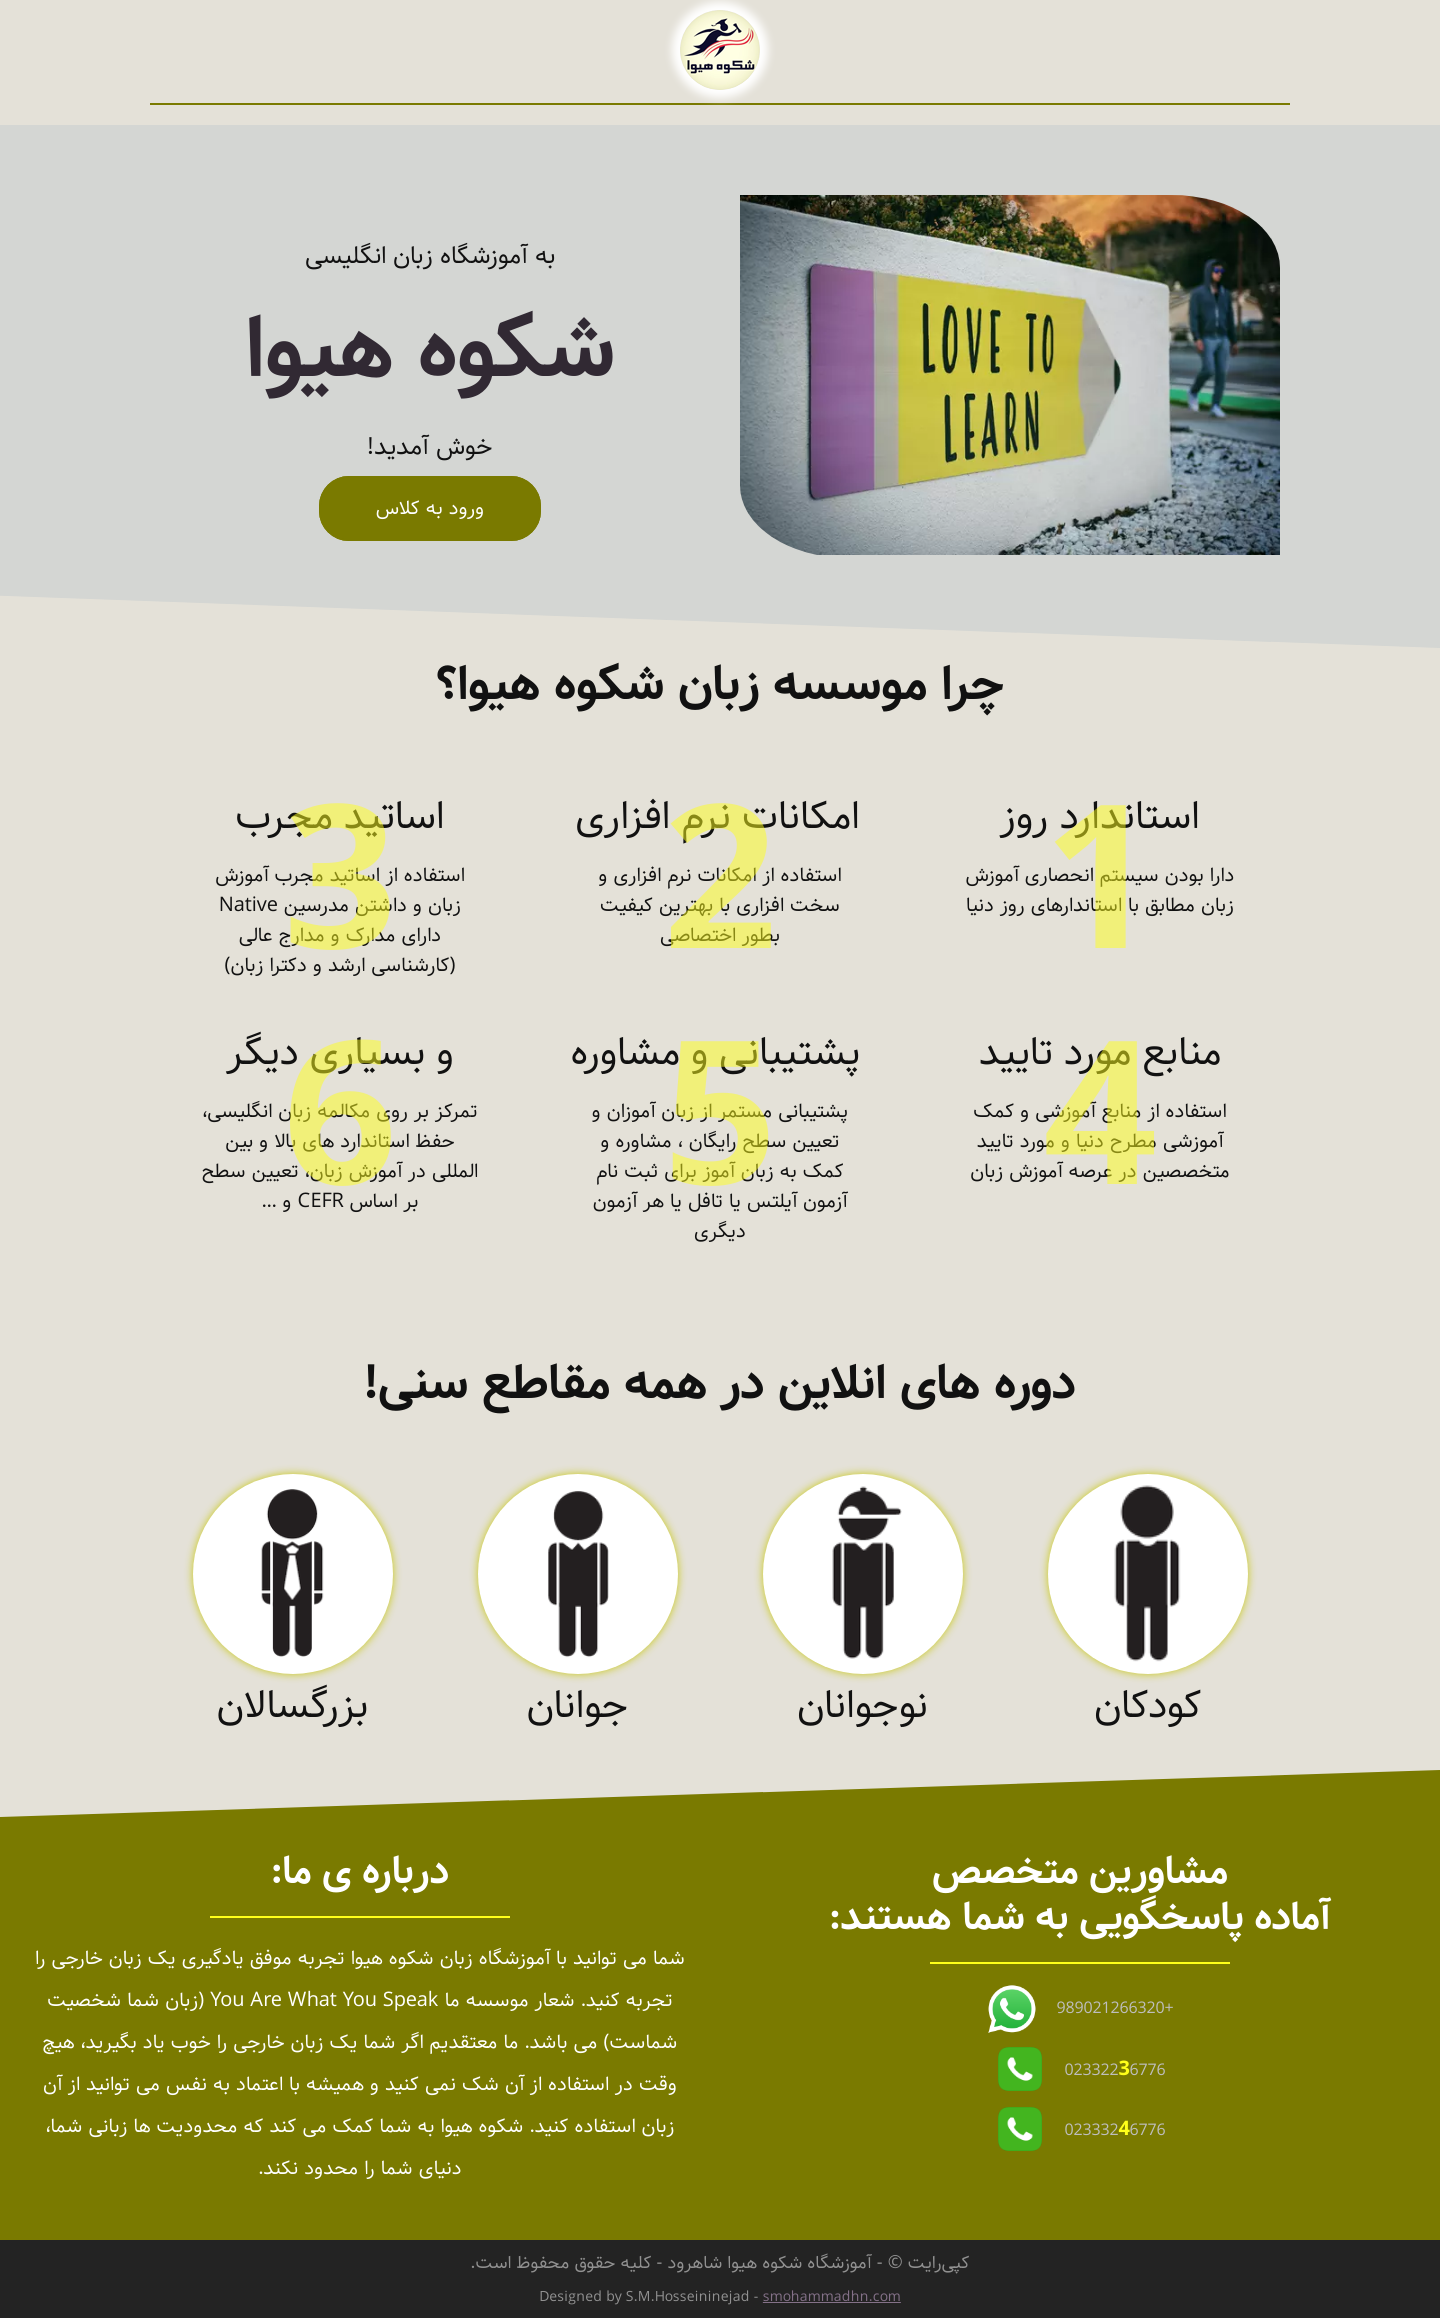 شکوه هیوا
به آموزشگاه زبان انگلیسی
شکوه هیوا
خوش آمدید!
ورود به کلاس
LOVE TO
LEARN
چرا موسسه زبان شکوه هیوا؟
1
استاندارد روز
دارا بودن سیستم انحصاری آموزش
زبان مطابق با استاندارهای روز دنیا
2
امکانات نرم افزاری
استفاده از امکانات نرم افزاری و
سخت افزاری با بهترین کیفیت
بطور اختصاصی
3
اساتید مجرب
استفاده از اساتید مجرب آموزش
زبان و داشتن مدرسین Native
دارای مدارک و مدارج عالی
(کارشناسی ارشد و دکترا زبان)
4
منابع مورد تایید
استفاده از منابع آموزشی و کمک
آموزشی مطرح دنیا و مورد تایید
متخصصین در عرصه آموزش زبان
5
پشتیبانی و مشاوره
پشتیبانی مستمر از زبان آموزان و
تعیین سطح رایگان ، مشاوره و
کمک به زبان آموز برای ثبت نام
آزمون آیلتس یا تافل یا هر آزمون
دیگری
6
و بسیاری دیگر
تمرکز بر روی مکالمه زبان انگلیسی،
حفظ استاندارد های بالا و بین
المللی در آموزش زبان، تعیین سطح
بر اساس CEFR و ...
دوره های انلاین در همه مقاطع سنی!
کودکان
نوجوانان
جوانان
بزرگسالان
مشاورین متخصص
آماده پاسخگویی به شما هستند:
989021266320+
02332236776
02333246776
درباره ی ما:
شما می توانید با آموزشگاه زبان شکوه هیوا تجربه موفق یادگیری یک زبان خارجی را
تجربه کنید. شعار موسسه ما You Are What You Speak (زبان شما شخصیت
شماست) می باشد. ما معتقدیم اگر شما یک زبان خارجی را خوب یاد بگیرید، هیچ
وقت در استفاده از آن شک نمی کنید و همیشه با اعتماد به نفس می توانید از آن
زبان استفاده کنید. شکوه هیوا به شما کمک می کند که محدودیت ها زبانی شما،
دنیای شما را محدود نکند.
کپی‌رایت © - آموزشگاه شکوه هیوا شاهرود - کلیه حقوق محفوظ است.
Designed by S.M.Hosseininejad - smohammadhn.com